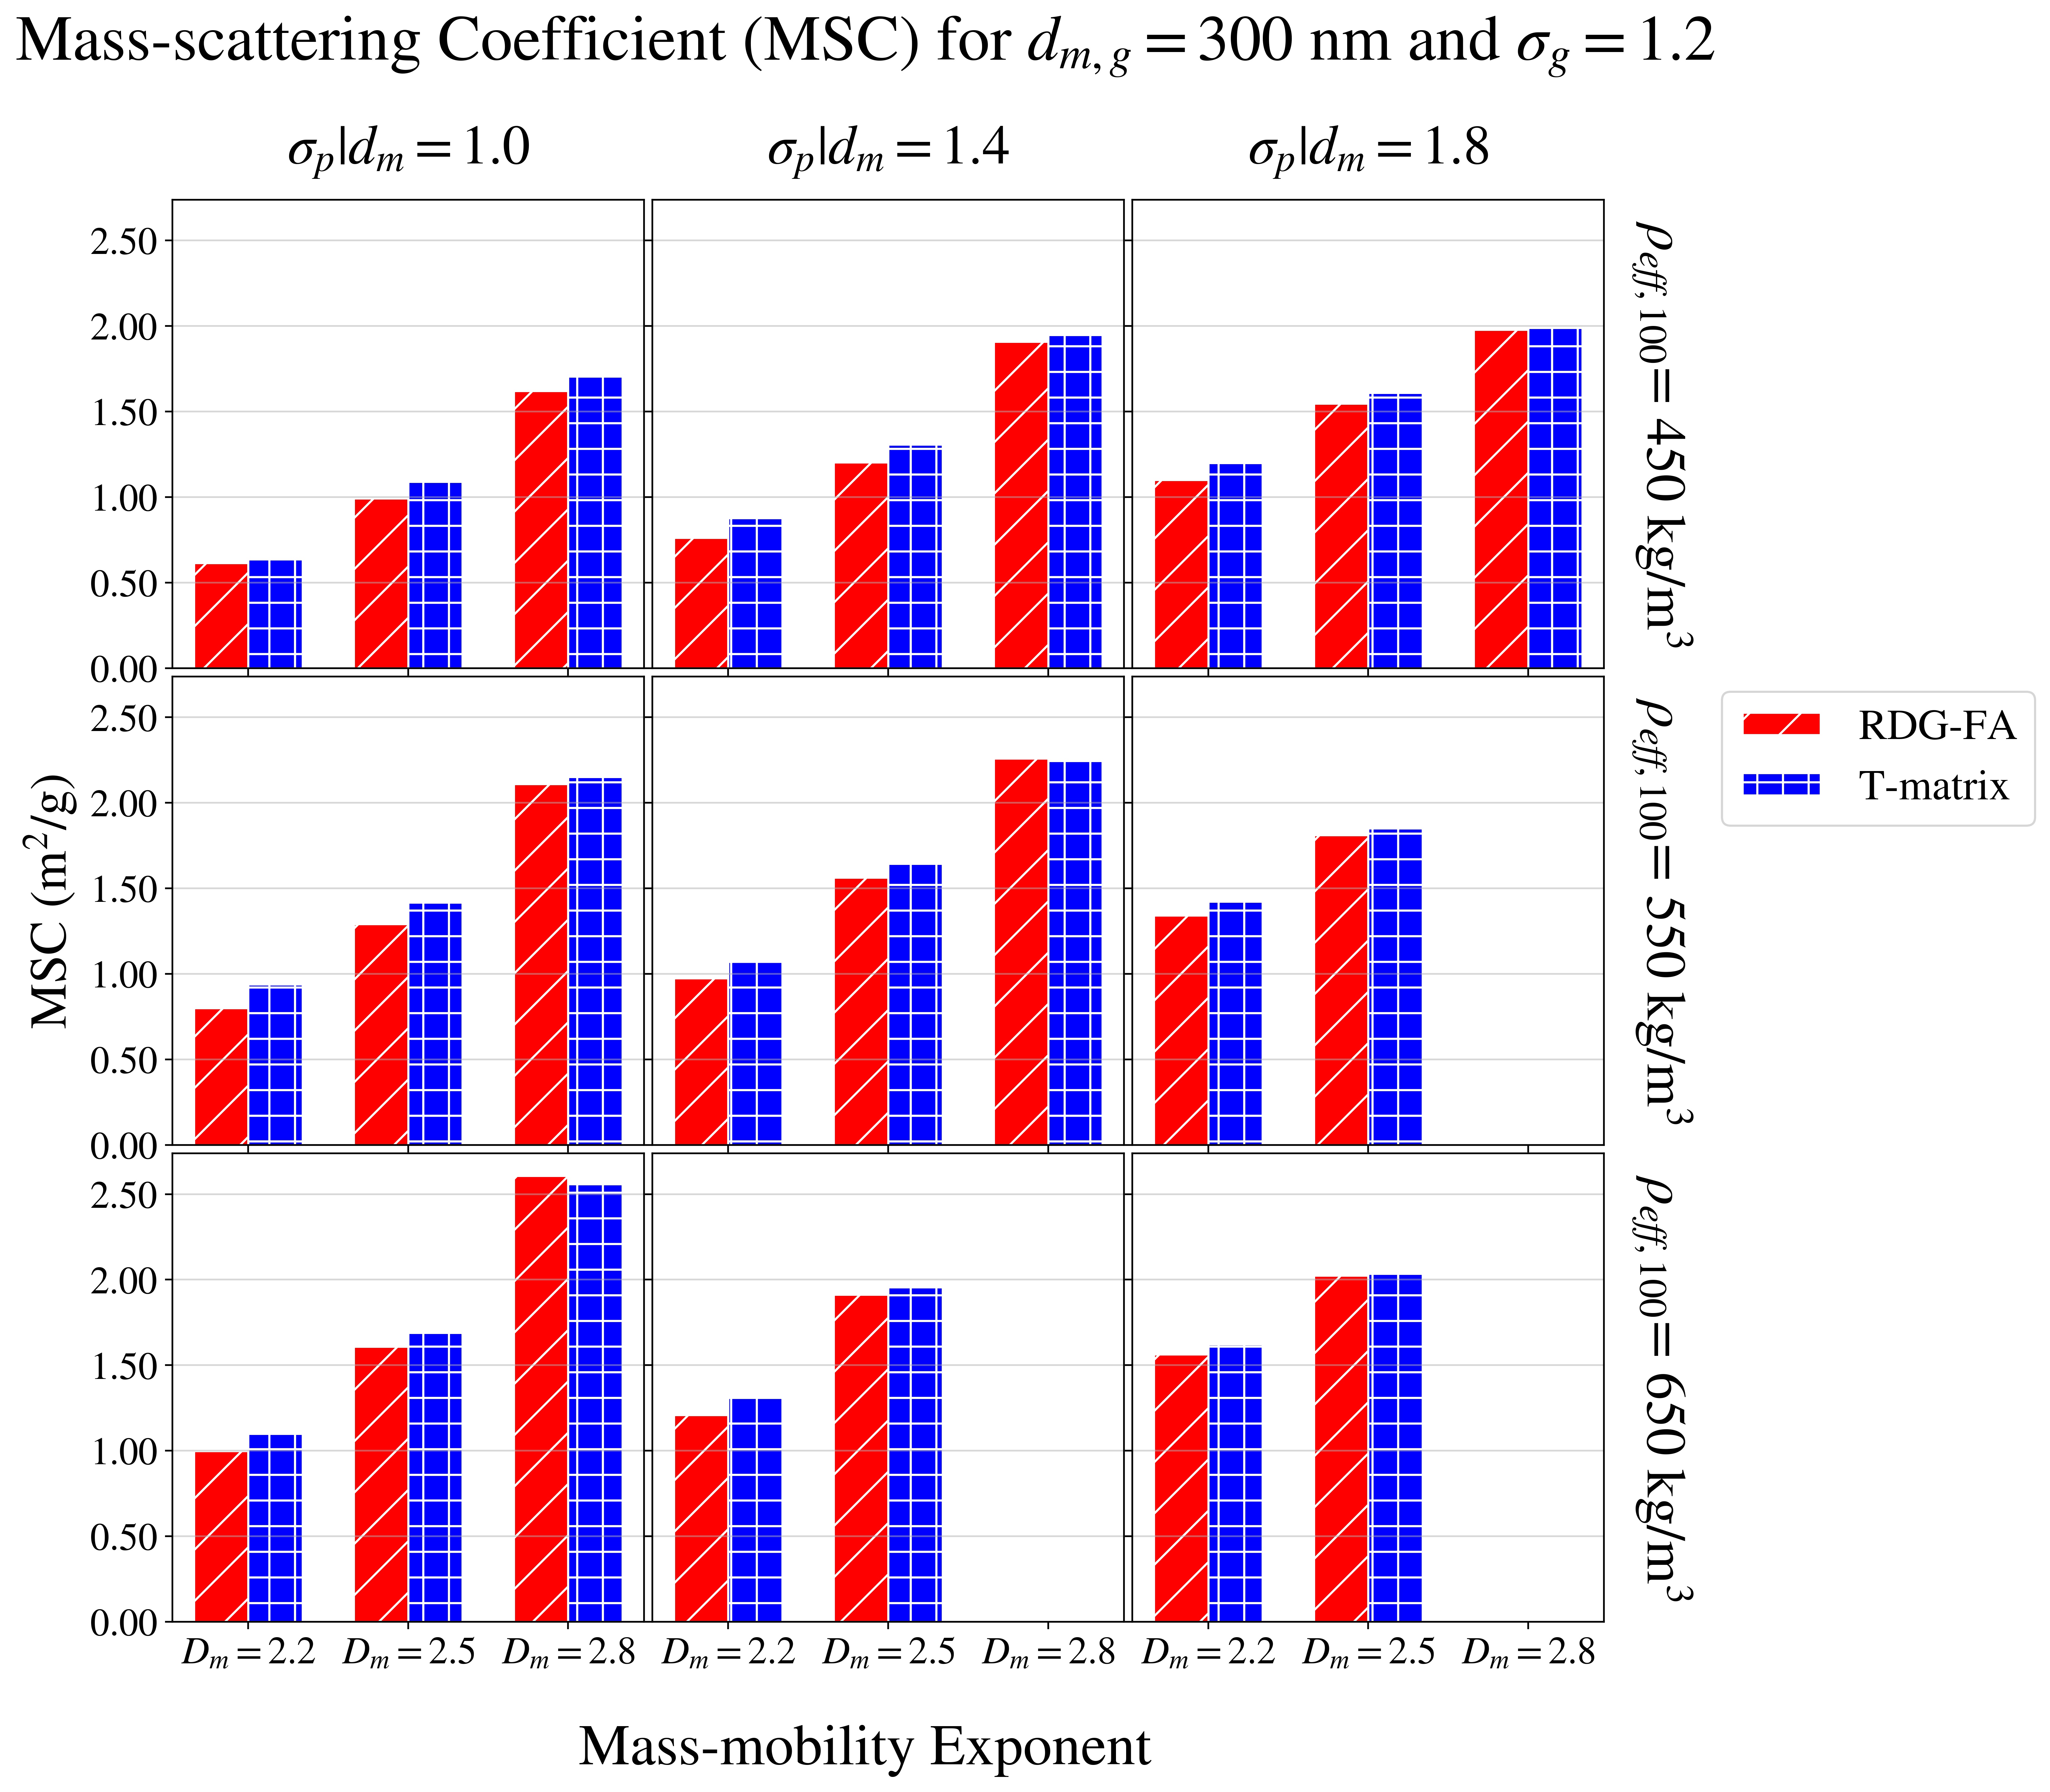 Mass-scattering Coefficient (MSC) for d_{m,g} = 300 nm and σ_g = 1.2
σ_p|d_m = 1.0
σ_p|d_m = 1.4
σ_p|d_m = 1.8
2.50
2.00
1.50
1.00
0.50
0.00
ρ_{eff,100} = 450 kg/m³
MSC (m²/g)
2.50
2.00
1.50
1.00
0.50
0.00
ρ_{eff,100} = 550 kg/m³
RDG-FA
T-matrix
2.50
2.00
1.50
1.00
0.50
0.00
ρ_{eff,100} = 650 kg/m³
D_m = 2.2
D_m = 2.5
D_m = 2.8
D_m = 2.2
D_m = 2.5
D_m = 2.8
D_m = 2.2
D_m = 2.5
D_m = 2.8
Mass-mobility Exponent